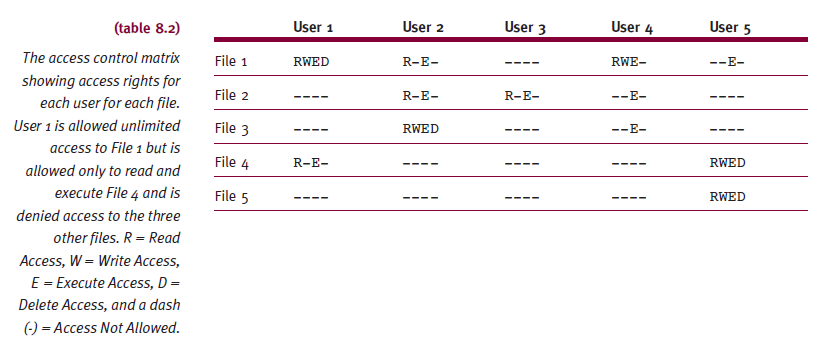 (table 8.2)
The access control matrix
showing access rights for
each user for each file.
User 1 is allowed unlimited
access to File 1 but is
allowed only to read and
execute File 4 and is
denied access to the three
other files. R = Read
Access, W = Write Access,
E = Execute Access, D =
Delete Access, and a dash
(-) = Access Not Allowed.
User 1 User 2 User 3 User 4 User 5
File 1 RWED R-E- ---- RWE- --E-
File 2 ---- R-E- R-E- --E- ----
File 3 ---- RWED ---- --E- ----
File 4 R-E- ---- ---- ---- RWED
File 5 ---- ---- ---- ---- RWED